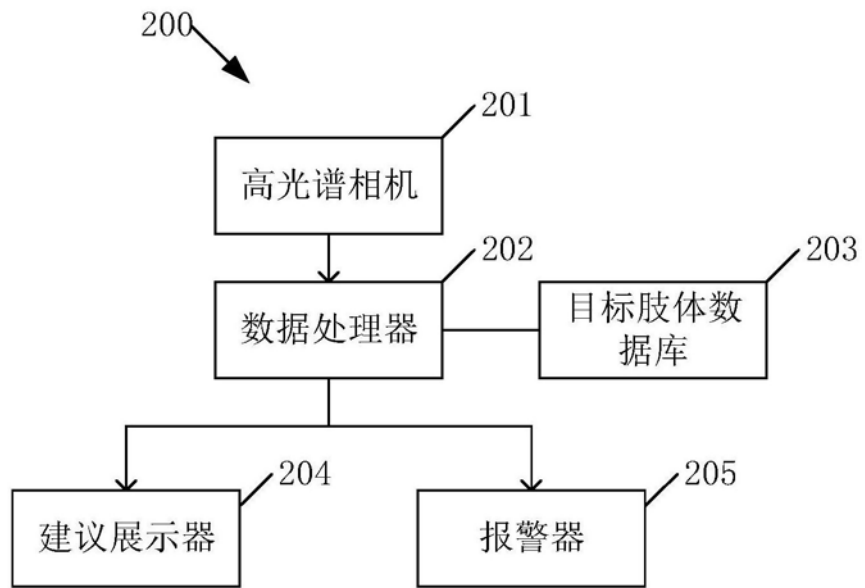 200
201
高光谱相机
202
203
数据处理器
目标肢体数
据库
204
205
建议展示器
报警器